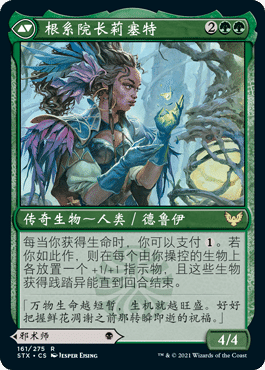 根系院长莉塞特 2
传奇生物～人类／德鲁伊
每当你获得生命时，你可以支付 1。若
你如此作，则在每个由你操控的生物上
各放置一个 +1/+1 指示物，且这些生物
获得践踏异能直到回合结束。
「万物生命越短暂，生机就越旺盛。好好
把握鲜花凋谢之前那转瞬即逝的祝福。」
邪术师
4/4
161/275 R
STX • CS JESPER EJSING
™ & © 2021 Wizards of the Coast